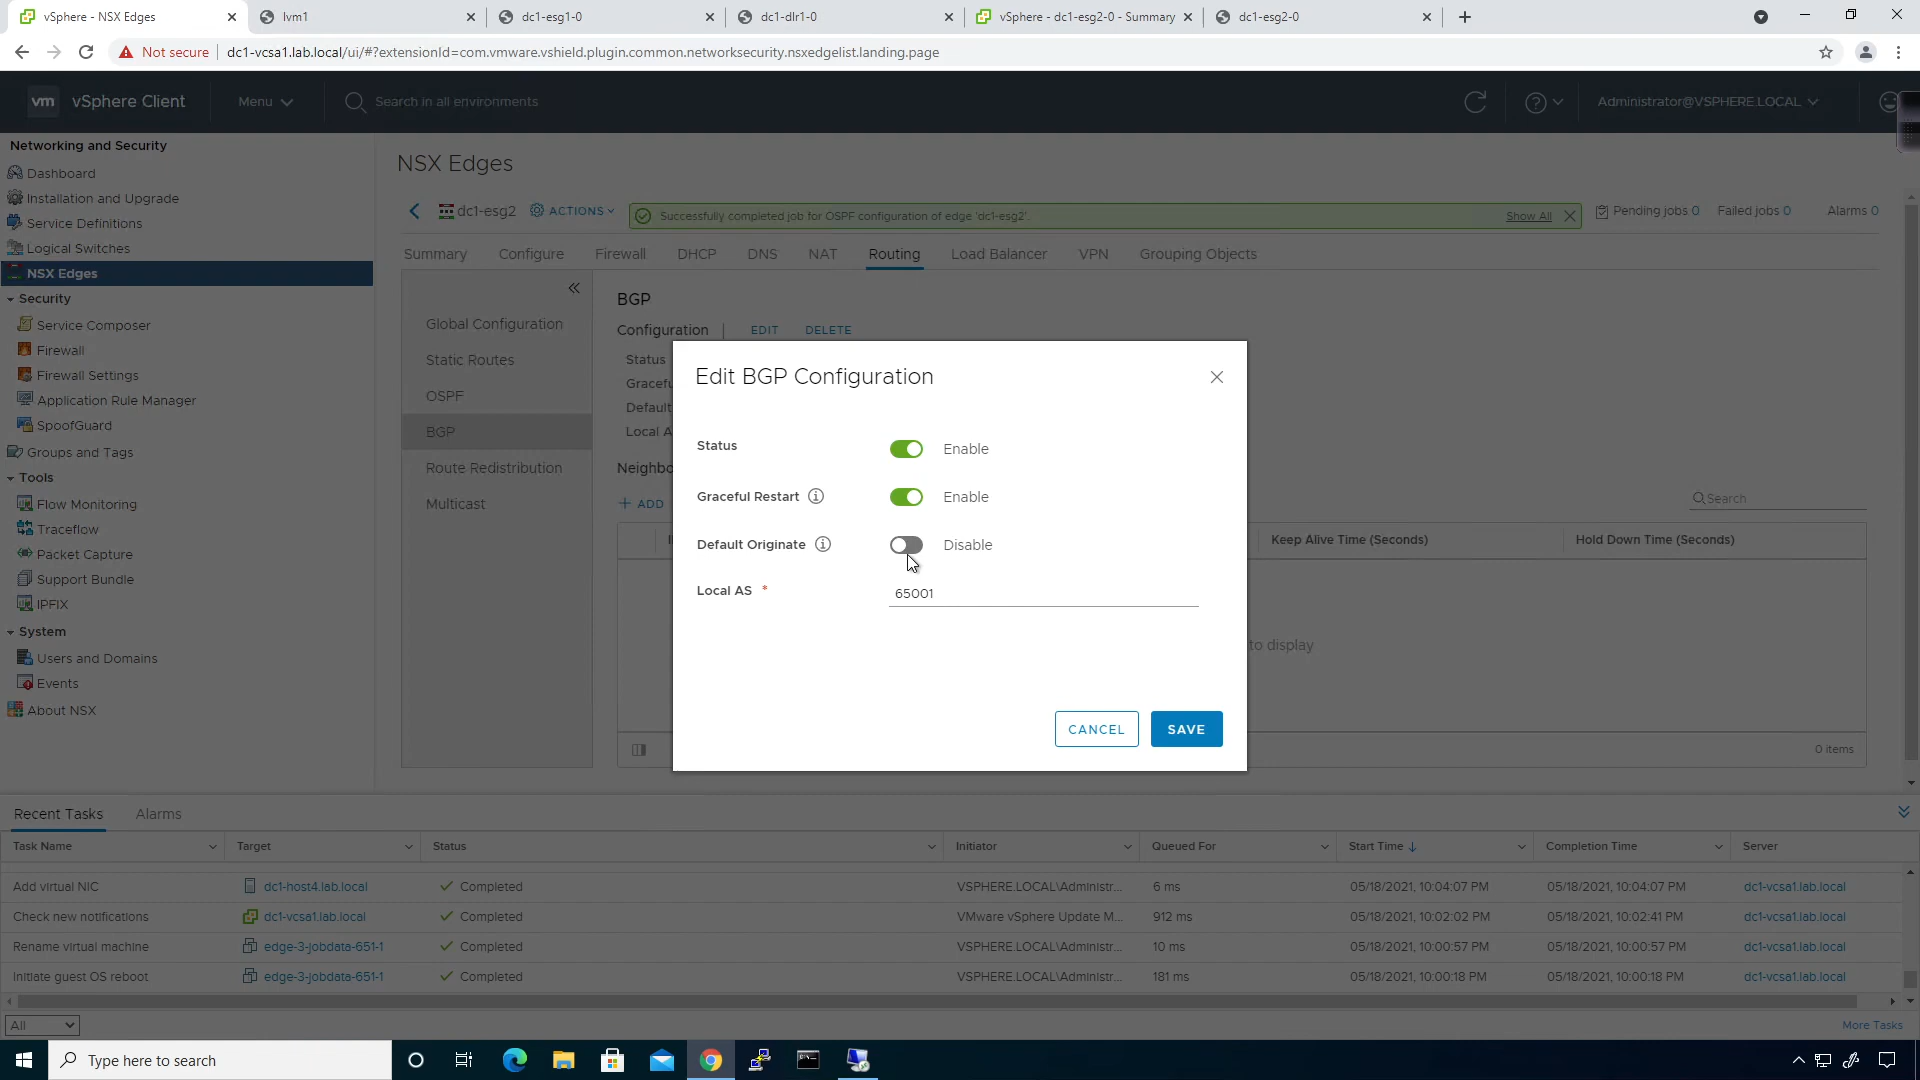 vSphere - NSX Edges
lvm1
dc1-esg1-0
dc1-dlr1-0
vSphere - dc1-esg2-0 - Summary
dc1-esg2-0
Not secure
dc1-vcsa1.lab.local/ui/#?extensionId=com.vmware.vshield.plugin.common.networksecurity.nsxedgelist.landing.page
vm
vSphere Client
Menu
Search in all environments
Administrator@VSPHERE.LOCAL
Networking and Security
Dashboard
Installation and Upgrade
Service Definitions
Logical Switches
NSX Edges
Security
Service Composer
Firewall
Firewall Settings
Application Rule Manager
SpoofGuard
Groups and Tags
Tools
Flow Monitoring
Traceflow
Packet Capture
Support Bundle
IPFIX
System
Users and Domains
Events
About NSX
NSX Edges
dc1-esg2
ACTIONS
Successfully completed job for OSPF configuration of edge 'dc1-esg2'.
Show All
Pending jobs 0
Failed jobs 0
Alarms 0
Summary
Configure
Firewall
DHCP
DNS
NAT
Routing
Load Balancer
VPN
Grouping Objects
Global Configuration
Static Routes
OSPF
BGP
Route Redistribution
Multicast
BGP
Configuration
EDIT
DELETE
Status
Gracefu
Default
Local A
Neighbo
+ ADD
Search
Keep Alive Time (Seconds)
Hold Down Time (Seconds)
to display
0 items
Edit BGP Configuration
Status
Enable
Graceful Restart
Enable
Default Originate
Disable
Local AS *
65001
CANCEL
SAVE
Recent Tasks
Alarms
Task Name
Target
Status
Initiator
Queued For
Start Time
Completion Time
Server
Add virtual NIC
dc1-host4.lab.local
Completed
VSPHERE.LOCAL\Administr...
6 ms
05/18/2021, 10:04:07 PM
05/18/2021, 10:04:07 PM
dc1-vcsa1.lab.local
Check new notifications
dc1-vcsa1.lab.local
Completed
VMware vSphere Update M...
912 ms
05/18/2021, 10:02:02 PM
05/18/2021, 10:02:41 PM
dc1-vcsa1.lab.local
Rename virtual machine
edge-3-jobdata-651-1
Completed
VSPHERE.LOCAL\Administr...
10 ms
05/18/2021, 10:00:57 PM
05/18/2021, 10:00:57 PM
dc1-vcsa1.lab.local
Initiate guest OS reboot
edge-3-jobdata-651-1
Completed
VSPHERE.LOCAL\Administr...
181 ms
05/18/2021, 10:00:18 PM
05/18/2021, 10:00:18 PM
dc1-vcsa1.lab.local
All
More Tasks
Type here to search